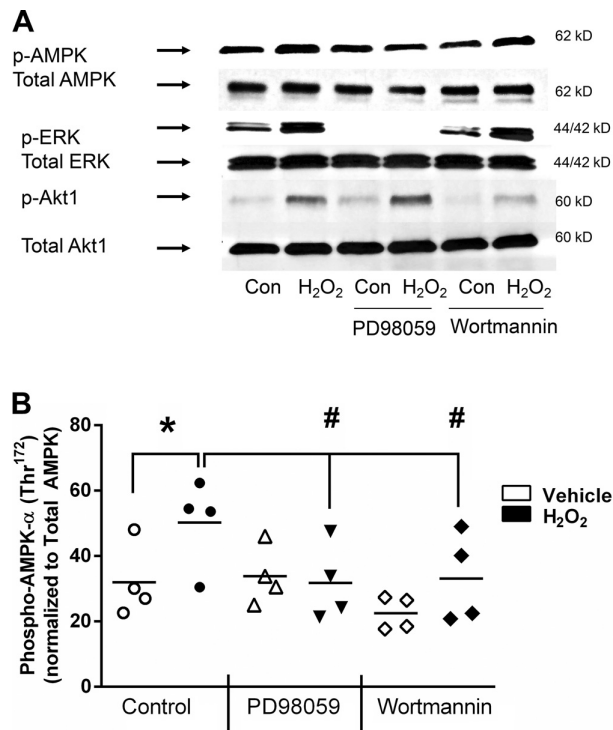 A
p-AMPK 62 kD
Total AMPK 62 kD
p-ERK 44/42 kD
Total ERK 44/42 kD
p-Akt1 60 kD
Total Akt1 60 kD
Con H₂O₂ Con H₂O₂ Con H₂O₂
PD98059 Wortmannin
B
Phospho-AMPK-α (Thr¹⁷²)
(normalized to Total AMPK)
80
60
40
20
0
* # #
Vehicle
H₂O₂
Control PD98059 Wortmannin